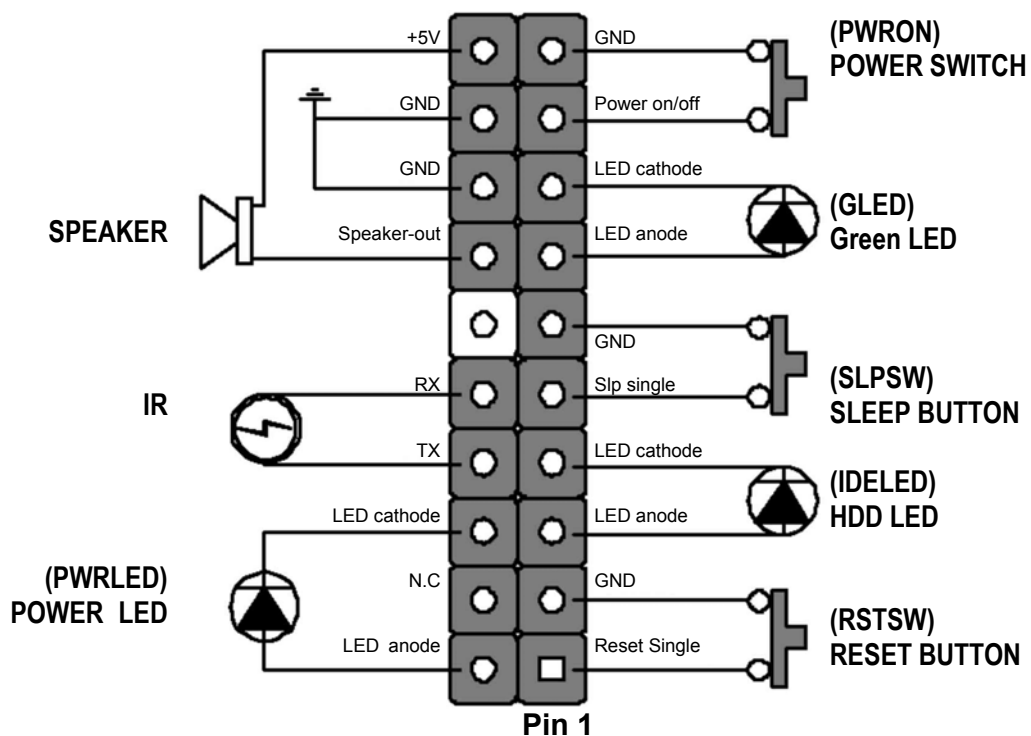 +5V
GND
(PWRON)
POWER SWITCH
GND
Power on/off
GND
LED cathode
(GLED)
Green LED
SPEAKER
Speaker-out
LED anode
GND
(SLPSW)
SLEEP BUTTON
IR
RX
Slp single
TX
LED cathode
(IDELED)
HDD LED
LED cathode
LED anode
(PWRLED)
POWER LED
N.C
GND
(RSTSW)
RESET BUTTON
LED anode
Reset Single
Pin 1